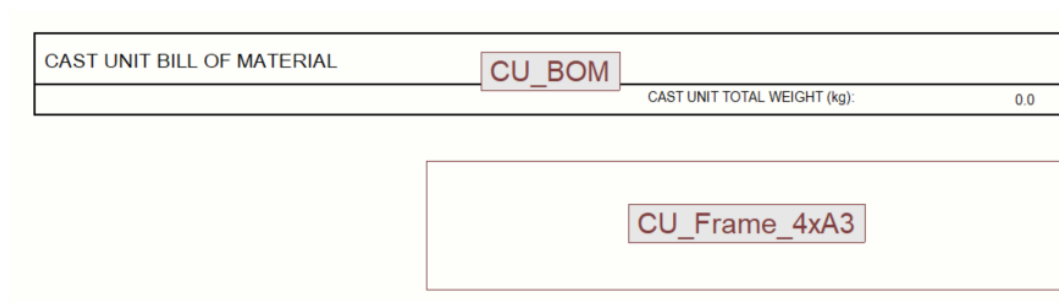 CAST UNIT BILL OF MATERIAL
CU_BOM
CAST UNIT TOTAL WEIGHT (kg): 0.0
CU_Frame_4xA3